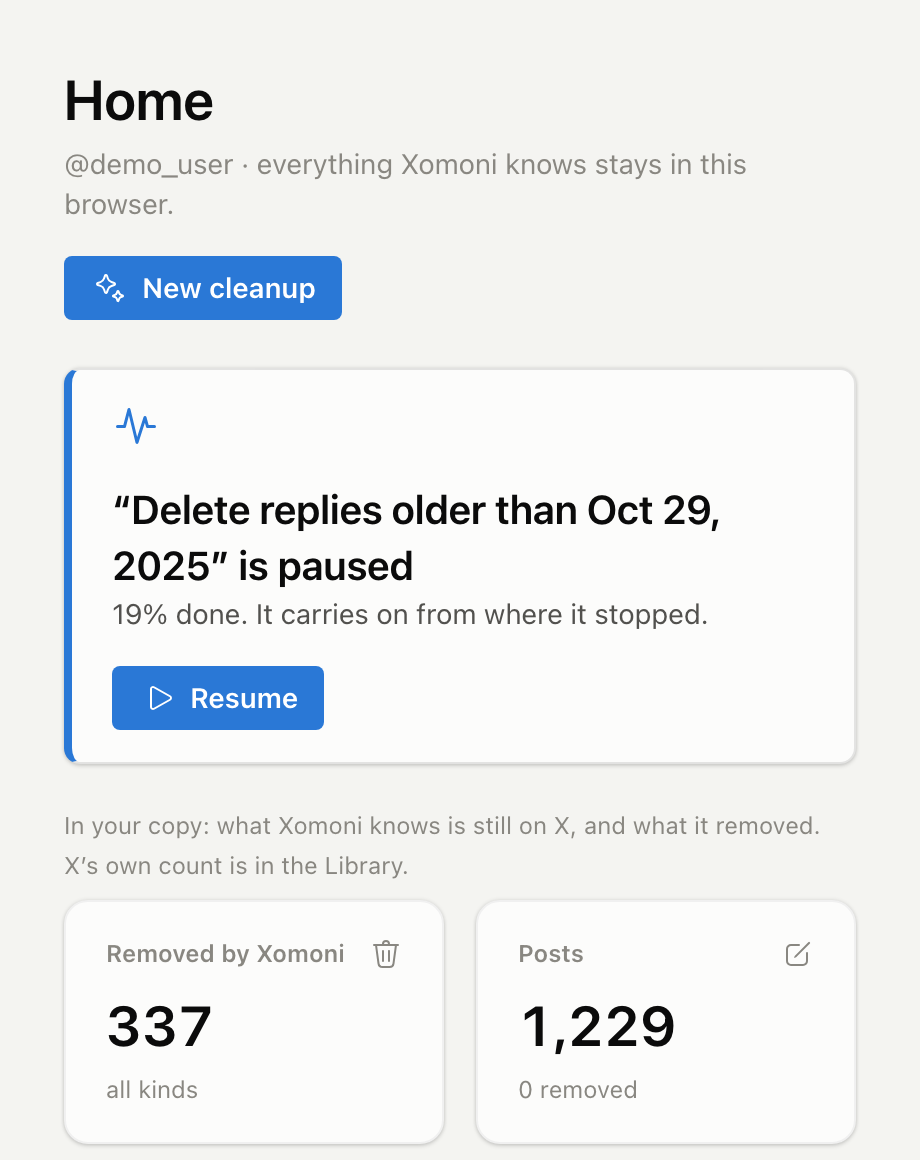 Home
@demo_user · everything Xomoni knows stays in this
browser.
New cleanup
“Delete replies older than Oct 29,
2025” is paused
19% done. It carries on from where it stopped.
Resume
In your copy: what Xomoni knows is still on X, and what it removed.
X’s own count is in the Library.
Removed by Xomoni
337
all kinds
Posts
1,229
0 removed